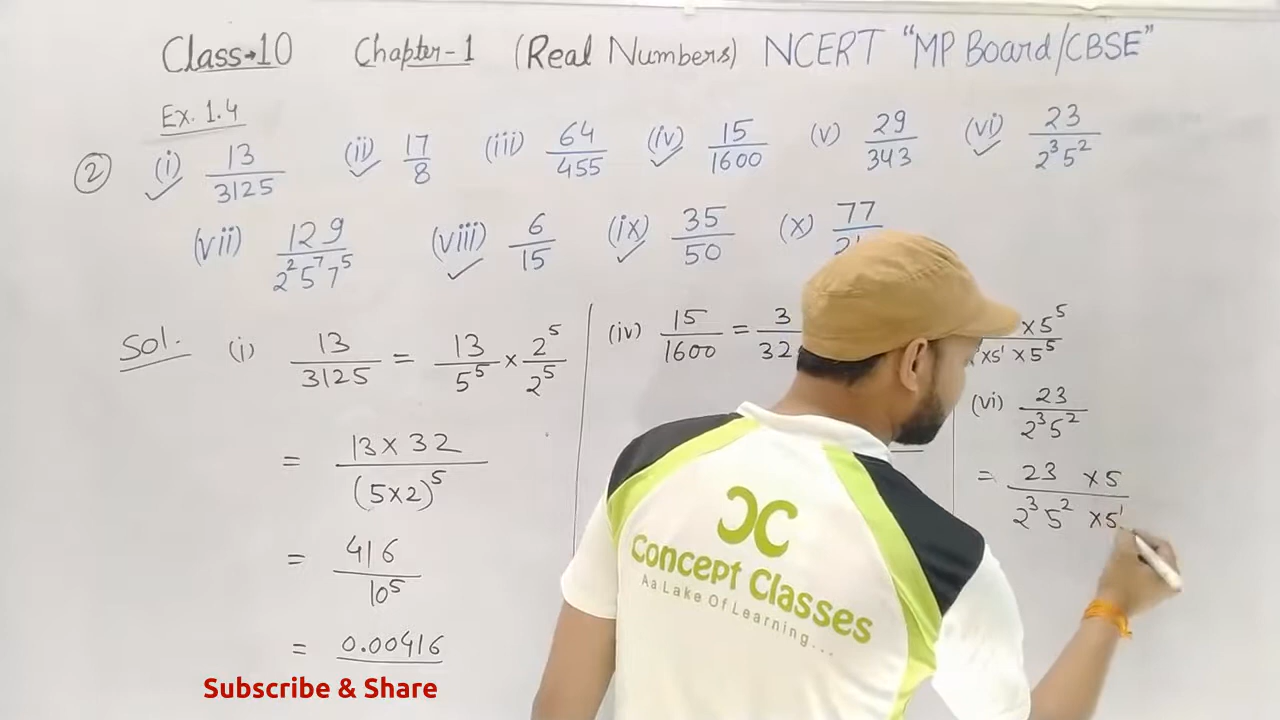 Class→10 Chapter-1 (Real Numbers) NCERT "MP Board/CBSE"
Ex. 1.4
② (i) 13/3125 (ii) 17/8 (iii) 64/455 (iv) 15/1600 (v) 29/343 (vi) 23/2³5²
(vii) 129/2²5⁷7⁵ (viii) 6/15 (ix) 35/50 (x) 77
Sol. (i) 13/3125 = 13/5⁵ × 2⁵/2⁵
= 13×32/(5×2)⁵
= 416/10⁵
= 0.00416
(iv) 15/1600 = 3/32
×5⁵/×5¹×5⁵
(vi) 23/2³5²
= 23 ×5/2³5² ×5¹
Concept Classes
Aa Lake Of Learning...
Subscribe & Share